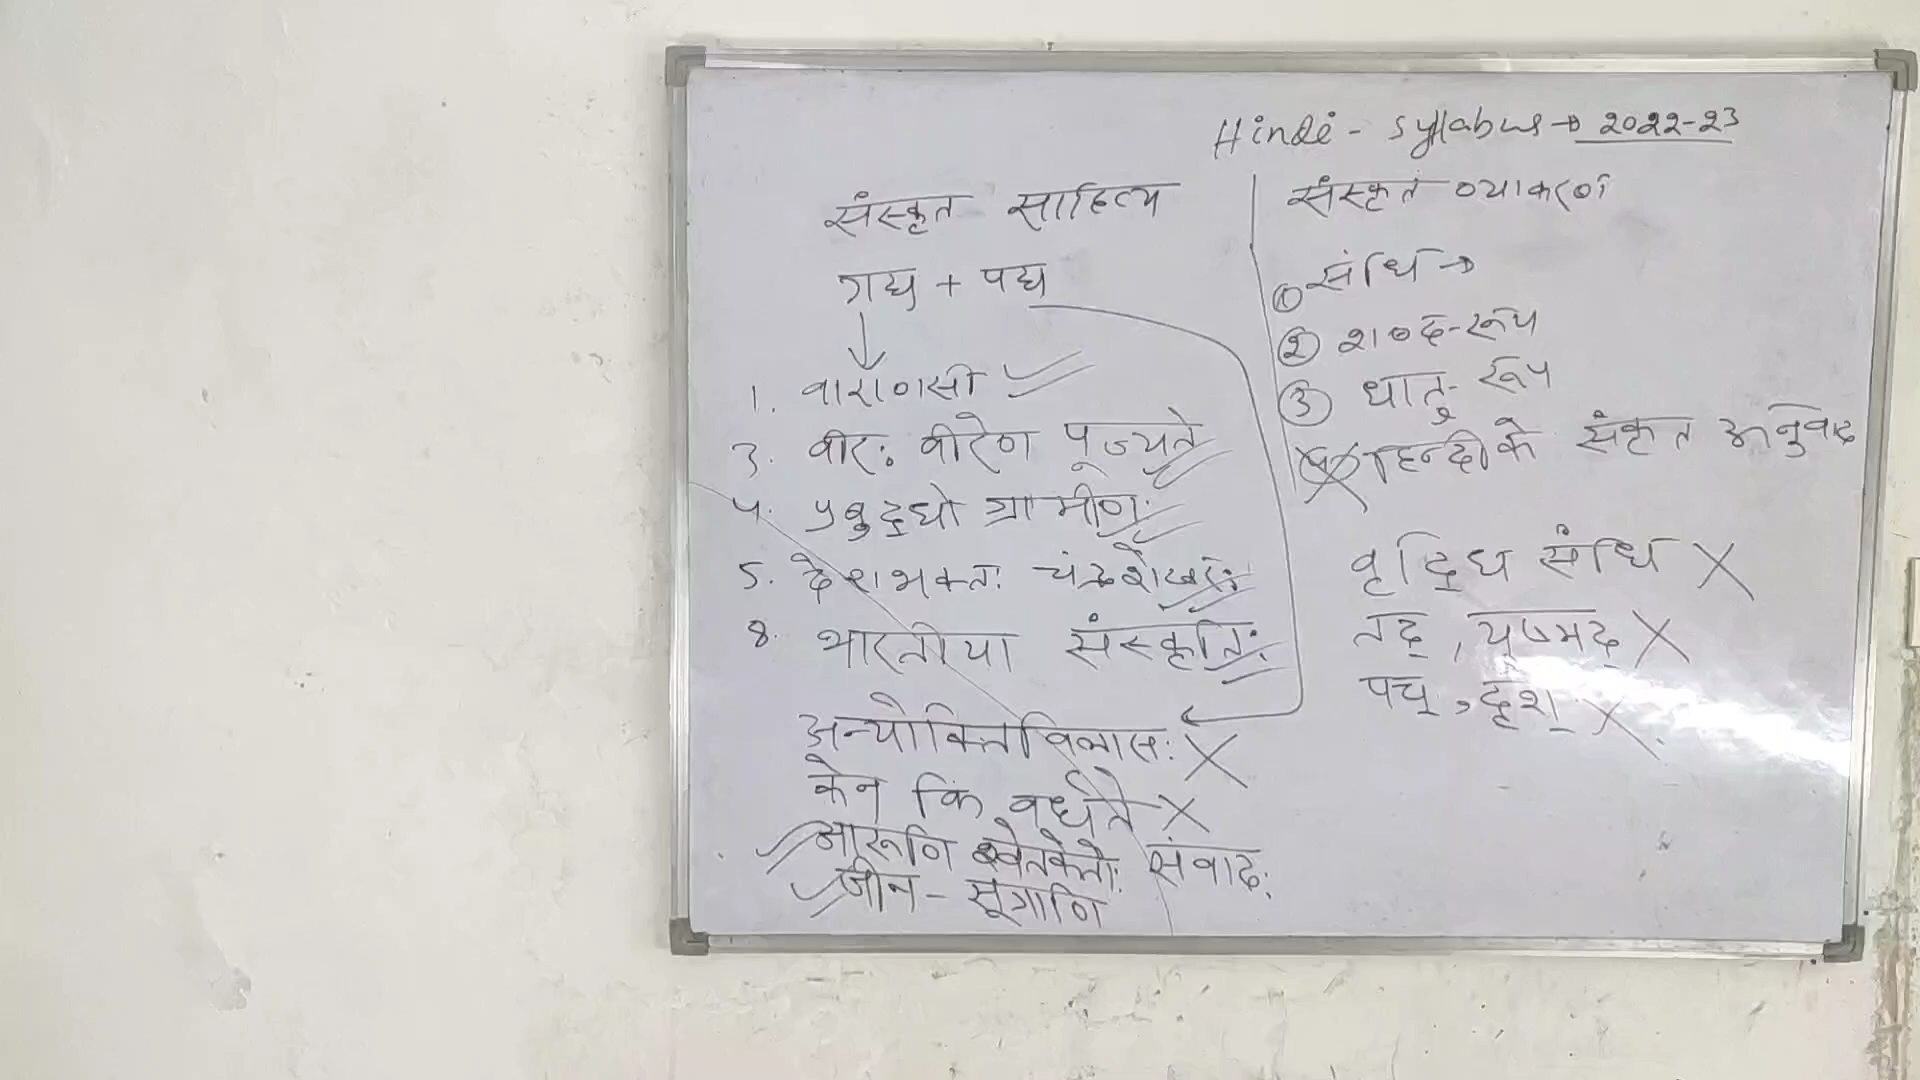 Hindi - Syllabus → 2022-23
संस्कृत साहित्य
गद्य + पद्य
1. वाराणसी
3. वीरः वीरेण पूज्यते
4. प्रबुद्धो ग्रामीणः
5. देशभक्तः चंद्रशेखरः
8. भारतीया संस्कृतिः
अन्योक्तिविलासः X
केन किं वर्धते X
आरूणि श्वेतकेतोः संवादः
जीन - सूत्राणि
संस्कृत व्याकरण
① संधि →
② शब्द-रूप
③ धातु-रूप
हिन्दी के संकृत अनुवाद
वृद्धि संधि X
तद्, यूष्मद् X
पच्, दृश् X